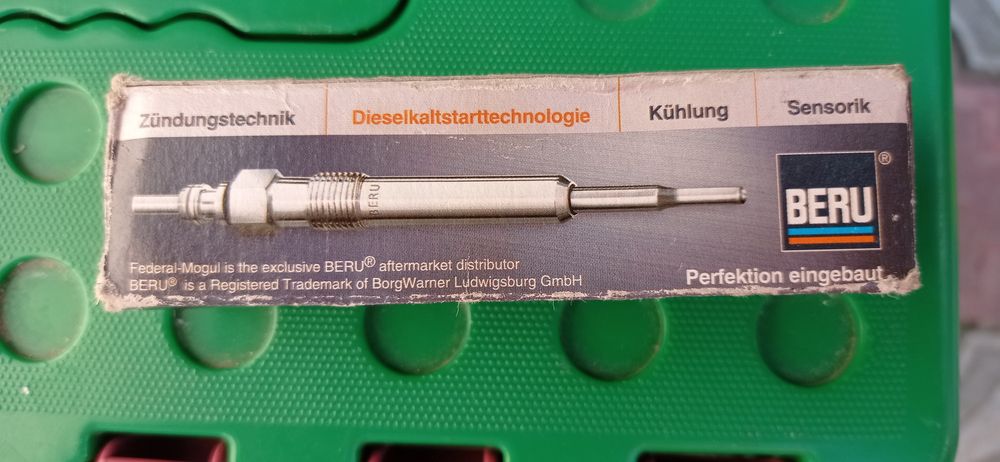 Zündungstechnik
Dieselkaltstarttechnologie
Kühlung
Sensorik
BERU
BERU®
Federal-Mogul is the exclusive BERU® aftermarket distributor
BERU® is a Registered Trademark of BorgWarner Ludwigsburg GmbH
Perfektion eingebaut